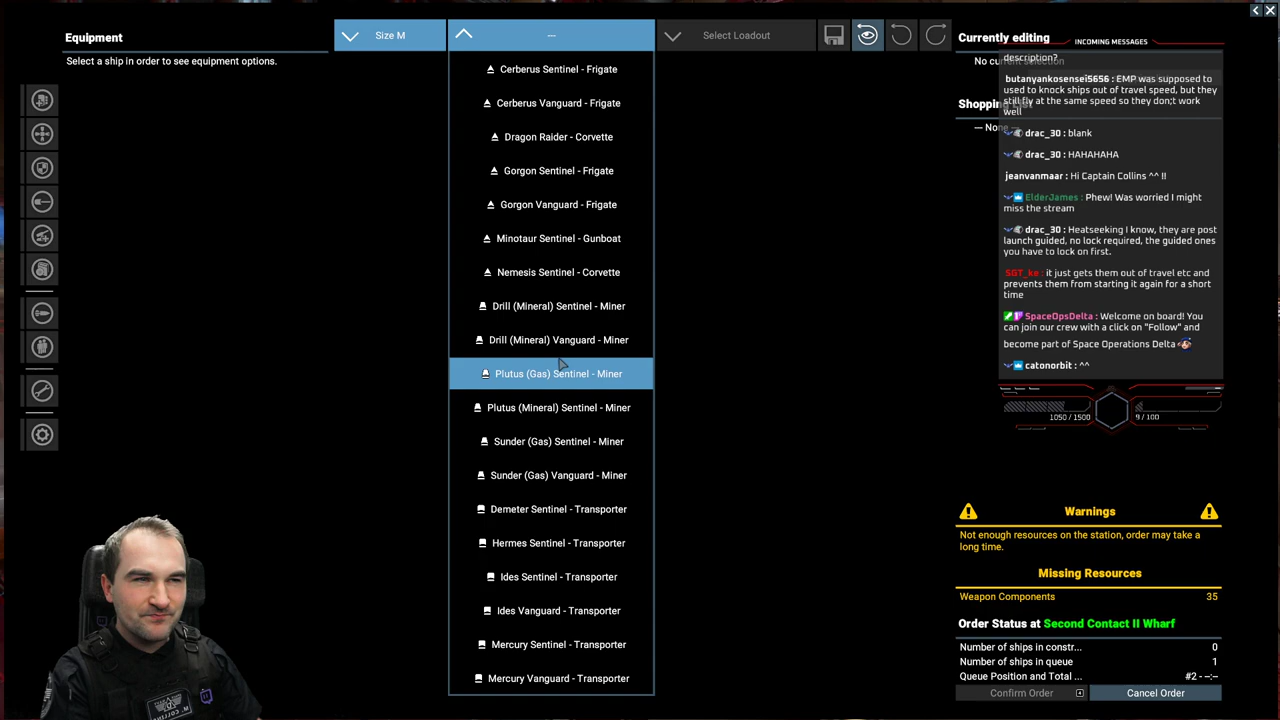 Equipment
Select a ship in order to see equipment options.
Size M
---
Select Loadout
Cerberus Sentinel - Frigate
Cerberus Vanguard - Frigate
Dragon Raider - Corvette
Gorgon Sentinel - Frigate
Gorgon Vanguard - Frigate
Minotaur Sentinel - Gunboat
Nemesis Sentinel - Corvette
Drill (Mineral) Sentinel - Miner
Drill (Mineral) Vanguard - Miner
Plutus (Gas) Sentinel - Miner
Plutus (Mineral) Sentinel - Miner
Sunder (Gas) Sentinel - Miner
Sunder (Gas) Vanguard - Miner
Demeter Sentinel - Transporter
Hermes Sentinel - Transporter
Ides Sentinel - Transporter
Ides Vanguard - Transporter
Mercury Sentinel - Transporter
Mercury Vanguard - Transporter
Currently editing
No cu
Shopping
— None —
INCOMING MESSAGES
description?
butanyankosensei5656 : EMP was supposed to
used to knock ships out of travel speed, but they
still fly at the same speed so they don;t work
well
drac_30 : blank
drac_30 : HAHAHAHA
jeanvanmaar : Hi Captain Collins ^^ !!
ElderJames : Phew! Was worried I might
miss the stream
drac_30 : Heatseeking I know, they are post
launch guided, no lock required, the guided ones
you have to lock on first.
SGT_ke : it just gets them out of travel etc and
prevents them from starting it again for a short
time
SpaceOpsDelta : Welcome on board! You
can join our crew with a click on "Follow" and
become part of Space Operations Delta
catonorbit : ^^
1050 / 1500
9 / 100
Warnings
Not enough resources on the station, order may take a
long time.
Missing Resources
Weapon Components 35
Order Status at Second Contact II Wharf
Number of ships in constr... 0
Number of ships in queue 1
Queue Position and Total ... #2 - --:--
Confirm Order
Cancel Order